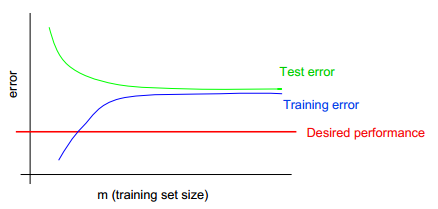 error
Test error
Training error
Desired performance
m (training set size)